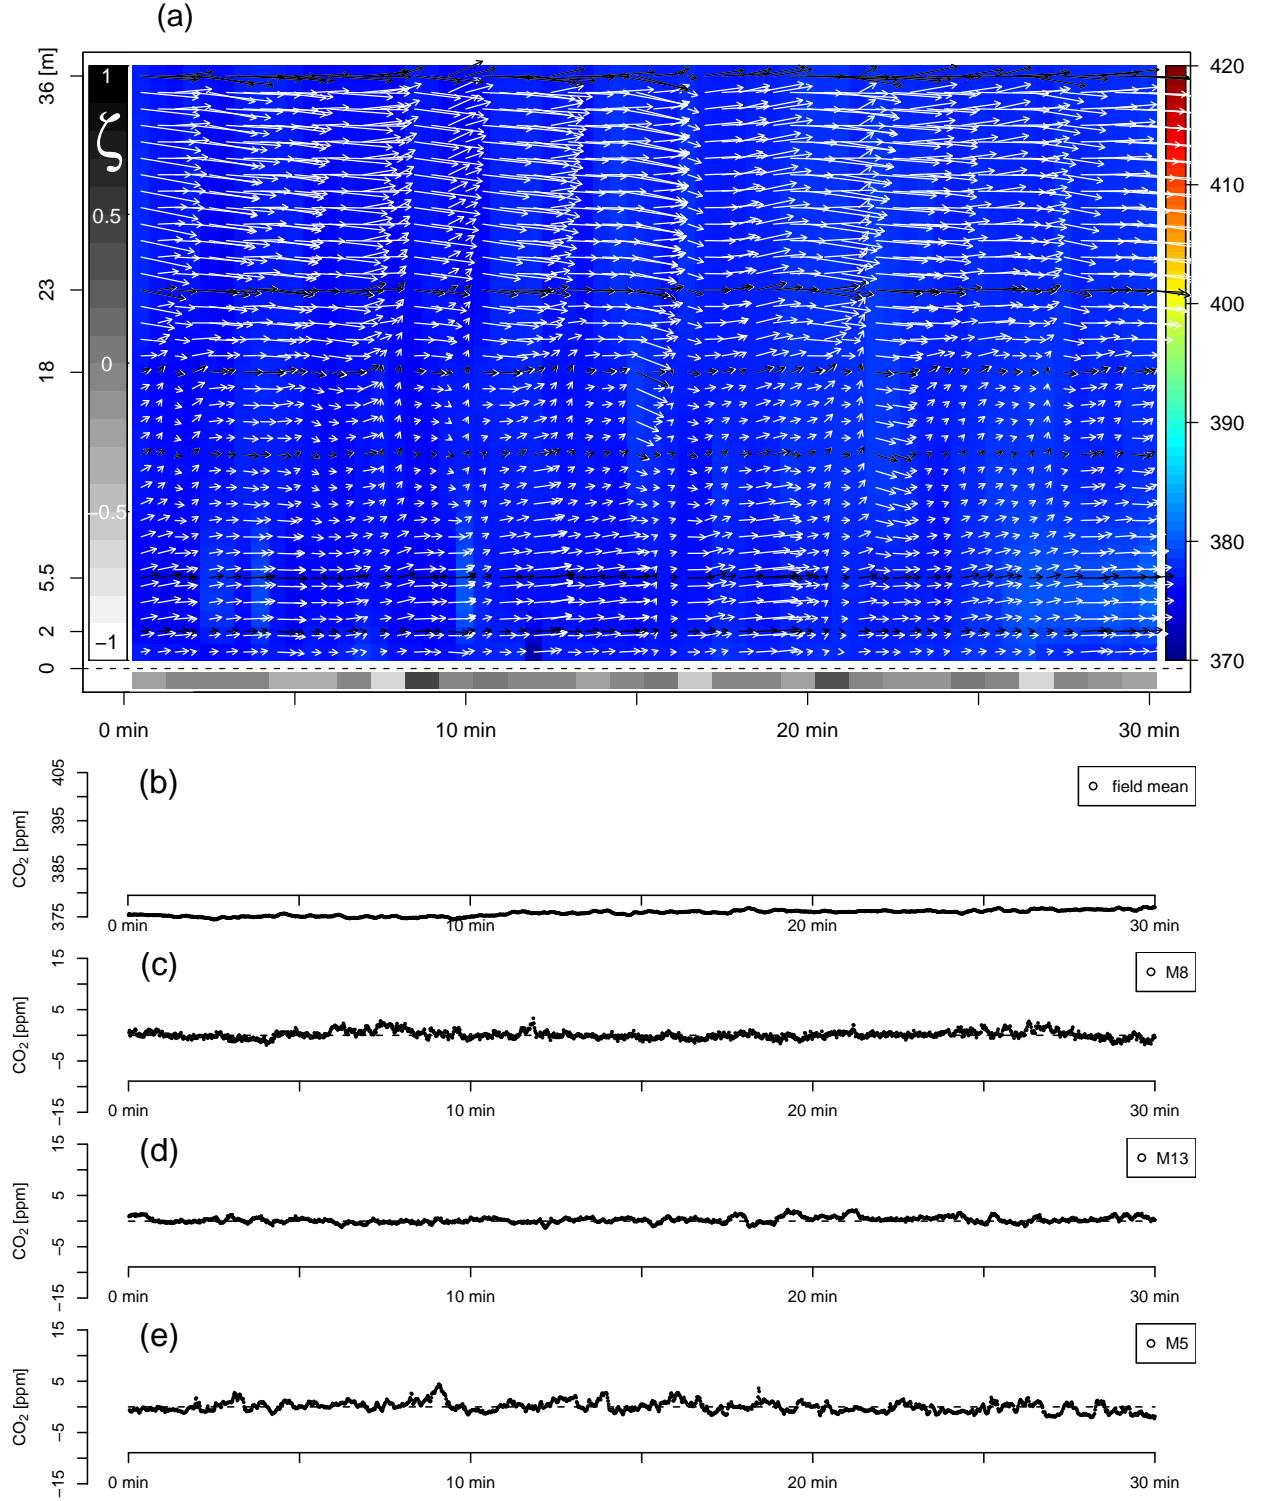 (a)
36 [m]
23
18
5.5
2
0
1
ζ
0.5
0
−0.5
−1
420
410
400
390
380
370
0 min
10 min
20 min
30 min
(b)
field mean
CO2 [ppm]
405
395
385
375
0 min
10 min
20 min
30 min
(c)
M8
CO2 [ppm]
15
5
−5
−15
0 min
10 min
20 min
30 min
(d)
M13
CO2 [ppm]
15
5
−5
−15
0 min
10 min
20 min
30 min
(e)
M5
CO2 [ppm]
15
5
−5
−15
0 min
10 min
20 min
30 min